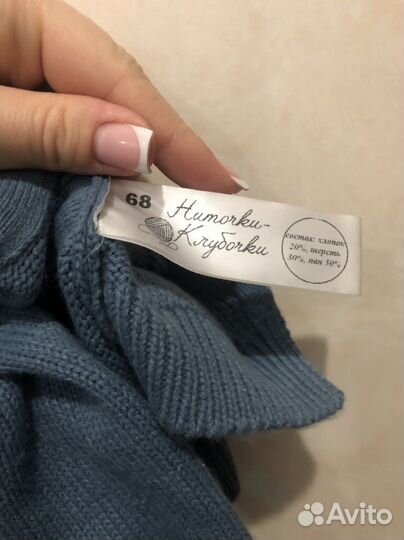 68
Ниточки-
Клубочки
состав: хлопок
20%, шерсть
30%, пан 50%
Avito